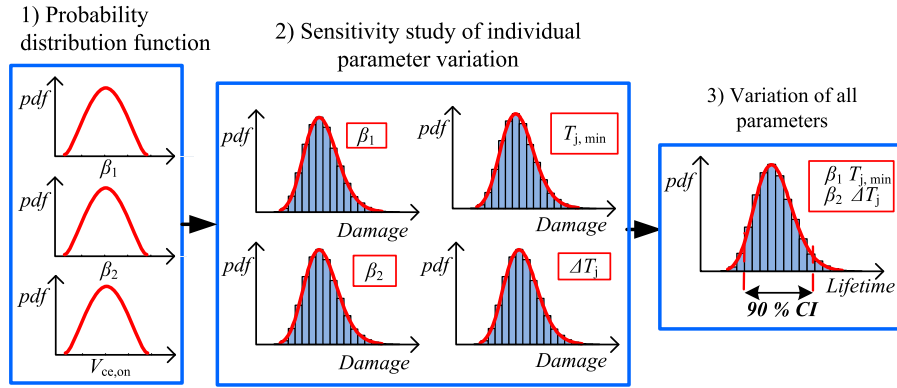 1) Probability
distribution function
pdf
β1
pdf
β2
pdf
Vce,on
2) Sensitivity study of individual
parameter variation
pdf
β1
Damage
pdf
Tj, min
Damage
pdf
β2
Damage
pdf
ΔTj
Damage
3) Variation of all
parameters
pdf
β1 Tj, min
β2 ΔTj
Lifetime
90 % CI